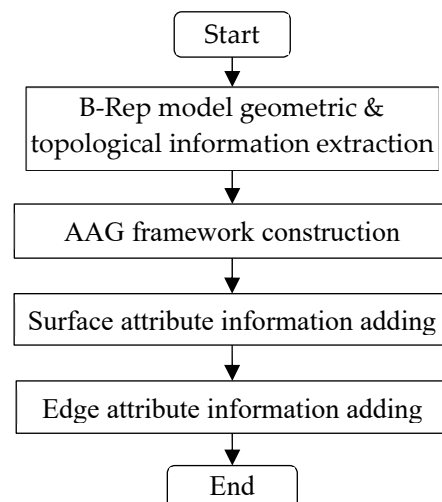 Start
B-Rep model geometric &
topological information extraction
AAG framework construction
Surface attribute information adding
Edge attribute information adding
End